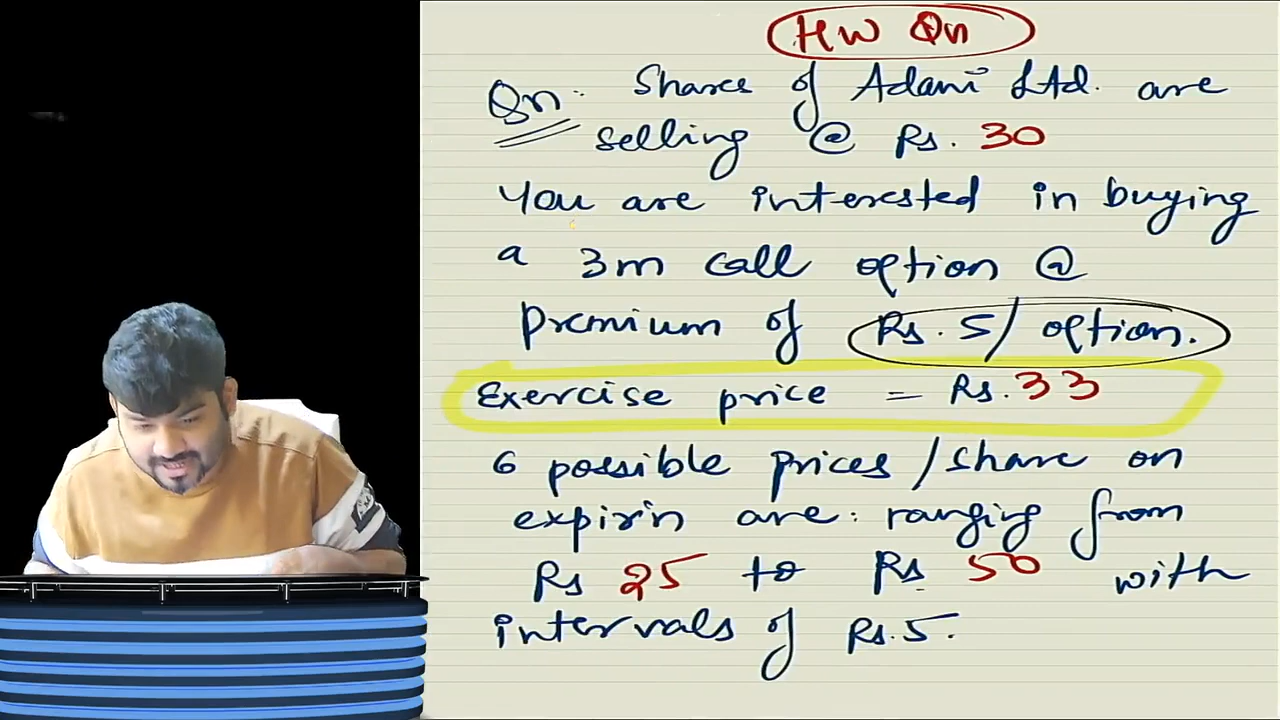 HW Qn
Qn: Shares of Adani Ltd. are
selling @ Rs. 30
You are interested in buying
a 3m call option @
premium of Rs. 5/ option.
Exercise price = Rs. 33
6 possible prices / share on
expirin are: ranging from
Rs 25 to Rs 50 with
intervals of Rs. 5.